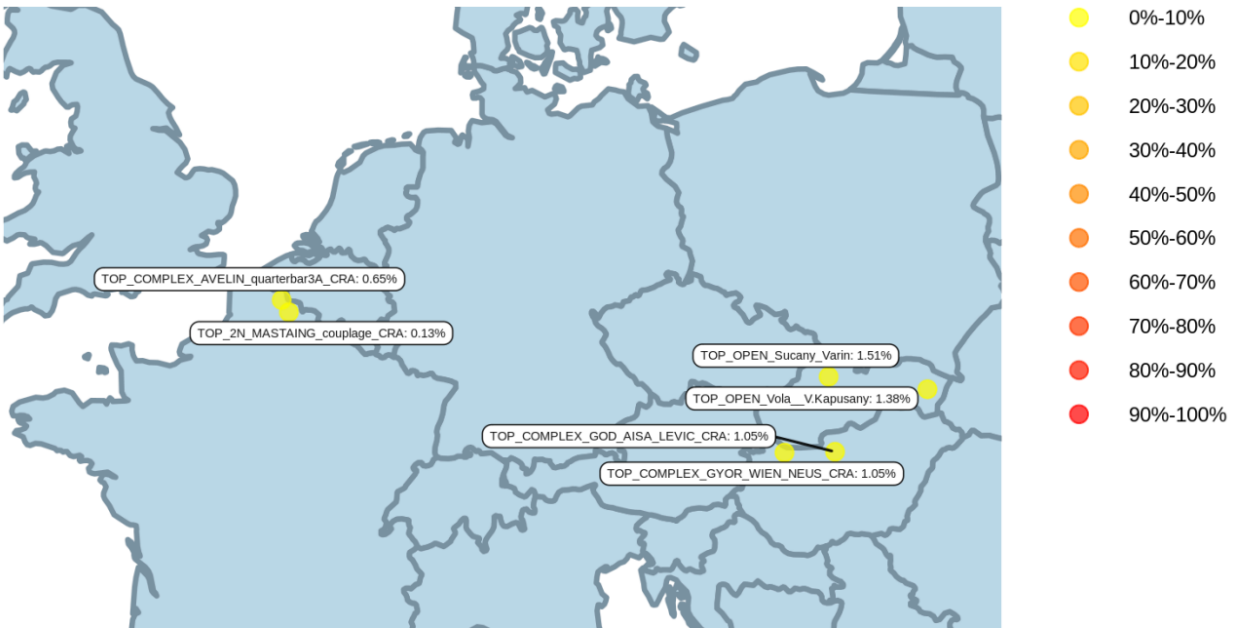 TOP_COMPLEX_AVELIN_quarterbar3A_CRA: 0.65%
TOP_2N_MASTAING_couplage_CRA: 0.13%
TOP_OPEN_Sucany_Varin: 1.51%
TOP_OPEN_Vola__V.Kapusany: 1.38%
TOP_COMPLEX_GOD_AISA_LEVIC_CRA: 1.05%
TOP_COMPLEX_GYOR_WIEN_NEUS_CRA: 1.05%
0%-10%
10%-20%
20%-30%
30%-40%
40%-50%
50%-60%
60%-70%
70%-80%
80%-90%
90%-100%